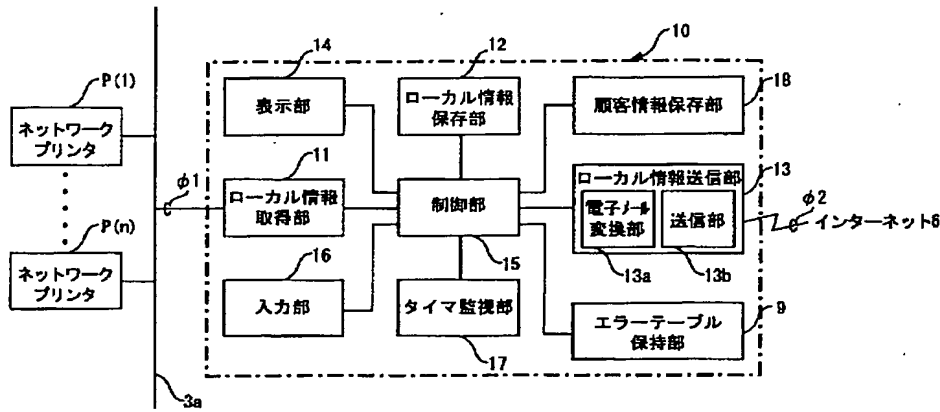 10
14
12
18
P(1)
表示部
ローカル情報
保存部
顧客情報保存部
ネットワーク
プリンタ
φ1
11
ローカル情報
取得部
制御部
ローカル情報送信部
13
電子メール
変換部
送信部
φ2
インターネット6
P(n)
16
15
13a
13b
ネットワーク
プリンタ
入力部
タイマ監視部
17
エラーテーブル
保持部
9
3a